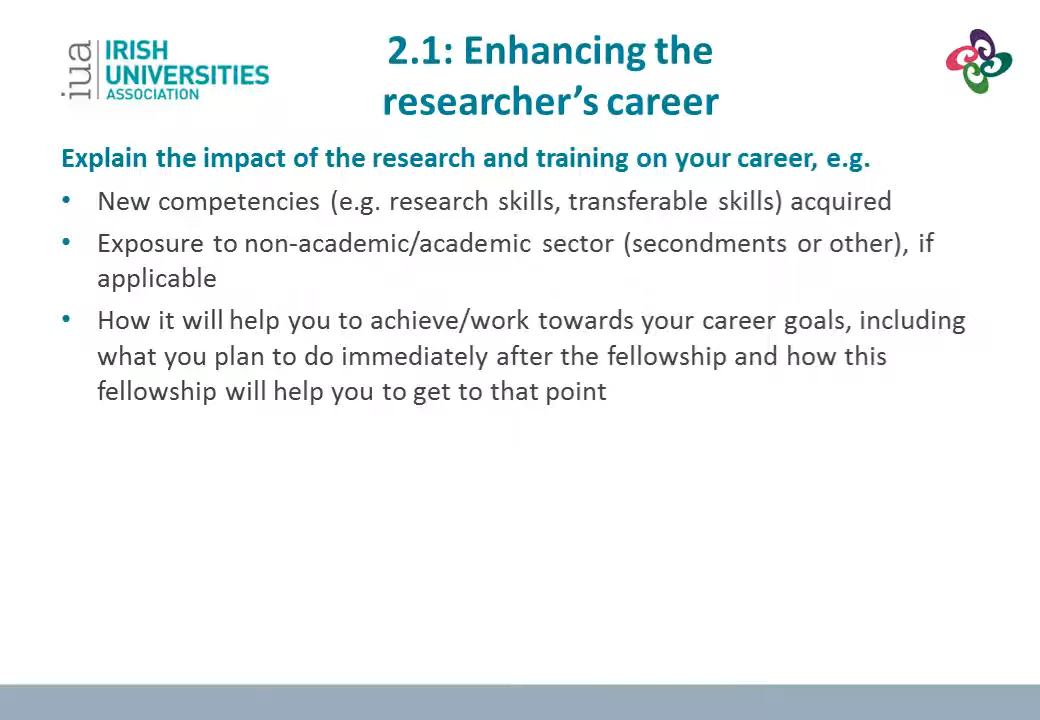 iua
IRISH
UNIVERSITIES
ASSOCIATION
2.1: Enhancing the
researcher’s career
Explain the impact of the research and training on your career, e.g.
• New competencies (e.g. research skills, transferable skills) acquired
• Exposure to non-academic/academic sector (secondments or other), if
applicable
• How it will help you to achieve/work towards your career goals, including
what you plan to do immediately after the fellowship and how this
fellowship will help you to get to that point